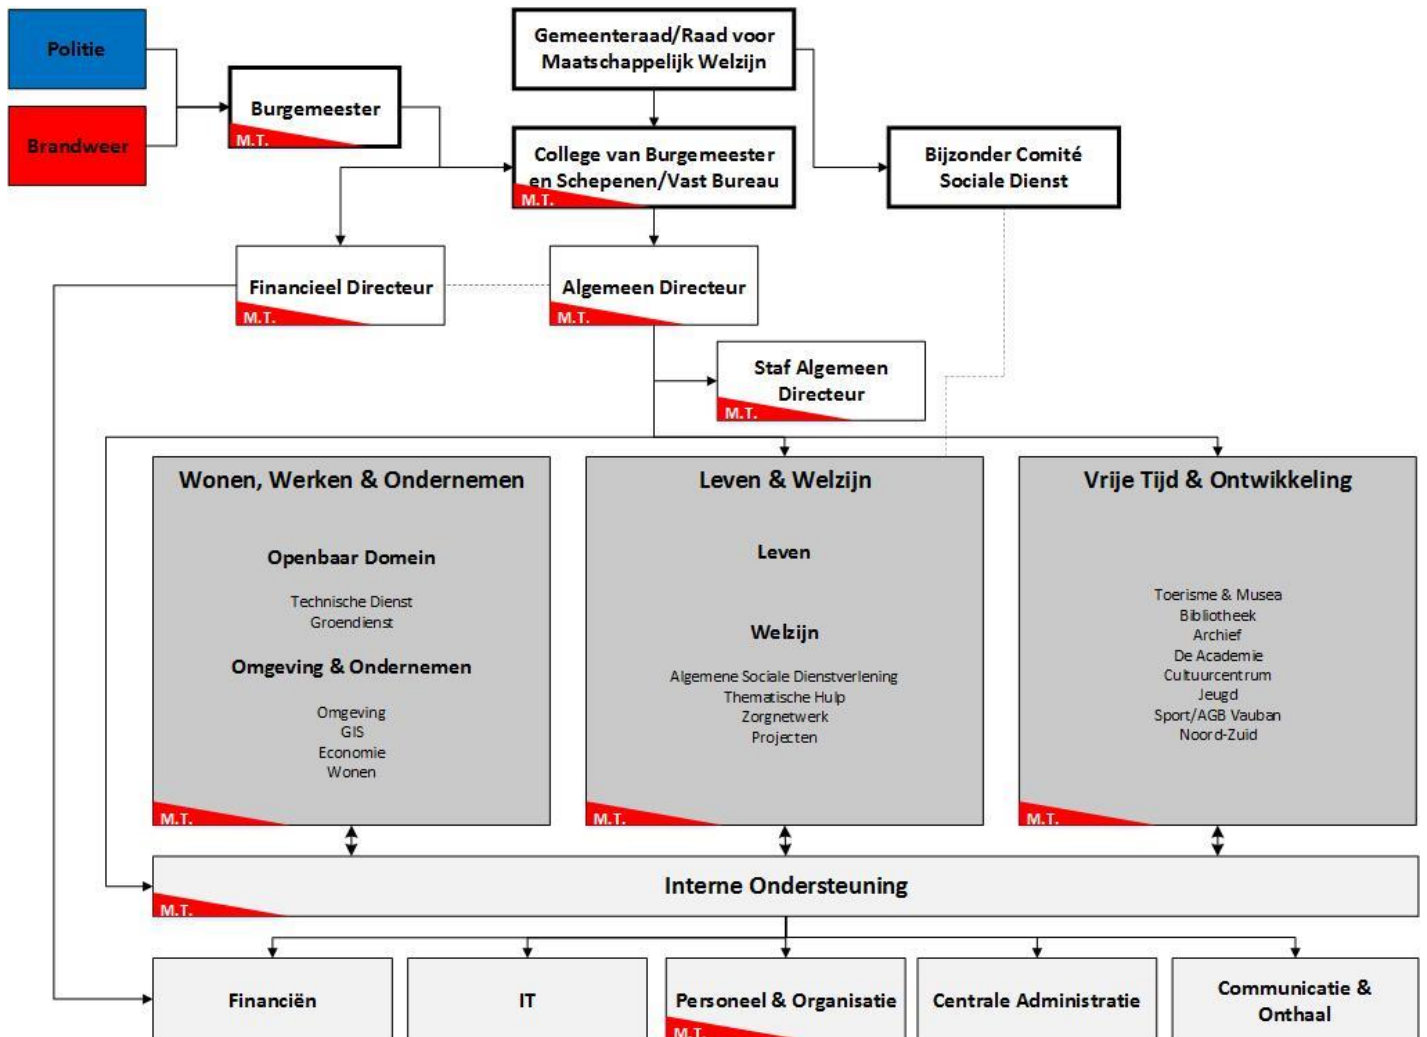 Politie
Brandweer
Burgemeester
M.T.
Gemeenteraad/Raad voor
Maatschappelijk Welzijn
College van Burgemeester
en Schepenen/Vast Bureau
M.T.
Bijzonder Comité
Sociale Dienst
Financieel Directeur
M.T.
Algemeen Directeur
M.T.
Staf Algemeen
Directeur
M.T.
Wonen, Werken & Ondernemen
Openbaar Domein
Technische Dienst
Groendienst
Omgeving & Ondernemen
Omgeving
GIS
Economie
Wonen
M.T.
Leven & Welzijn
Leven
Welzijn
Algemene Sociale Dienstverlening
Thematische Hulp
Zorgnetwerk
Projecten
M.T.
Vrije Tijd & Ontwikkeling
Toerisme & Musea
Bibliotheek
Archief
De Academie
Cultuurcentrum
Jeugd
Sport/AGB Vauban
Noord-Zuid
M.T.
Interne Ondersteuning
M.T.
Financiën
IT
Personeel & Organisatie
M.T.
Centrale Administratie
Communicatie &
Onthaal